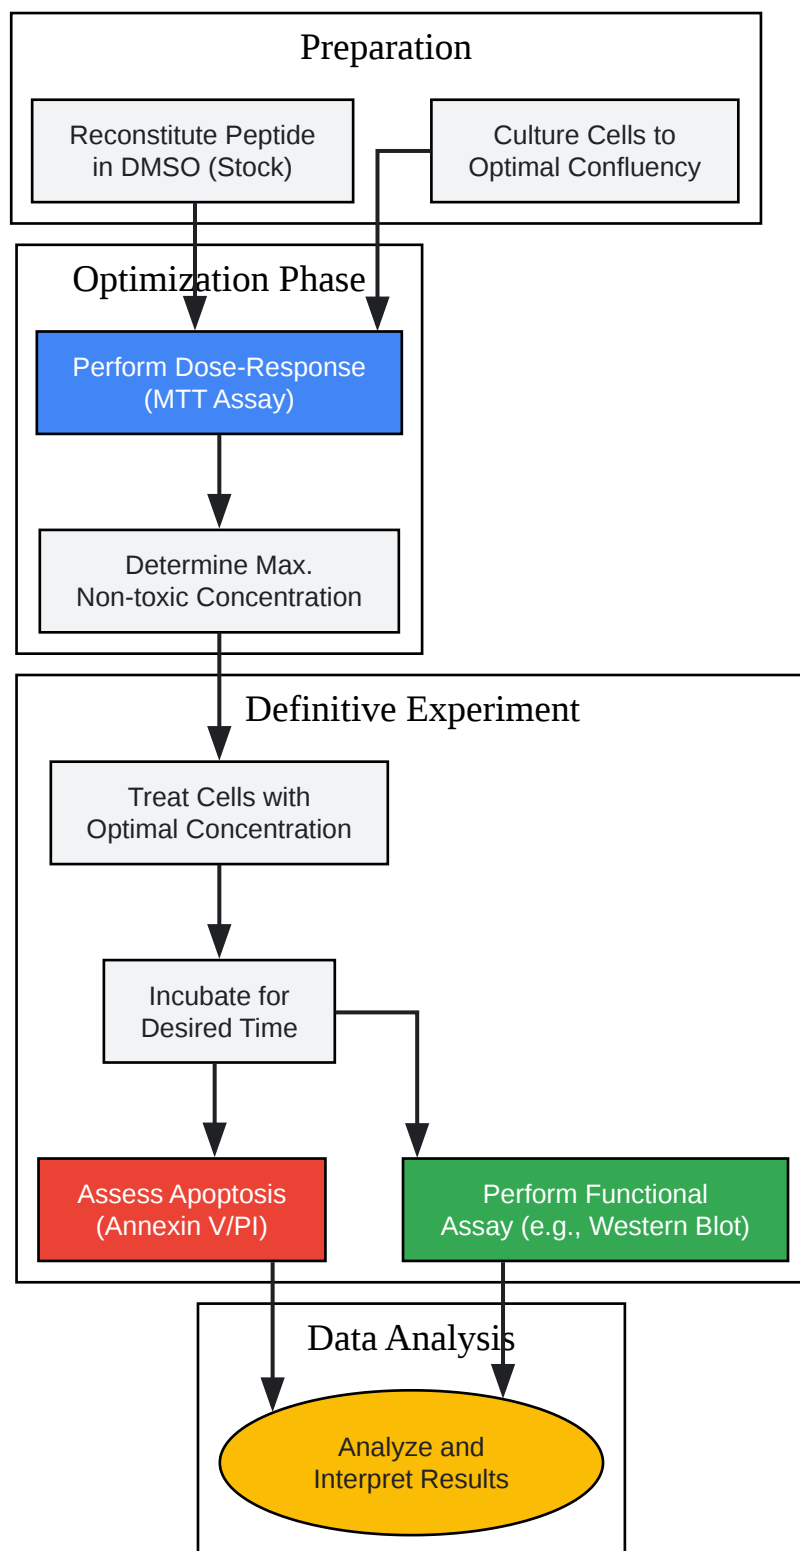 Preparation
Reconstitute Peptide
in DMSO (Stock)
Culture Cells to
Optimal Confluency
Optimization Phase
Perform Dose-Response
(MTT Assay)
Determine Max.
Non-toxic Concentration
Definitive Experiment
Treat Cells with
Optimal Concentration
Incubate for
Desired Time
Assess Apoptosis
(Annexin V/PI)
Perform Functional
Assay (e.g., Western Blot)
Data Analysis
Analyze and
Interpret Results